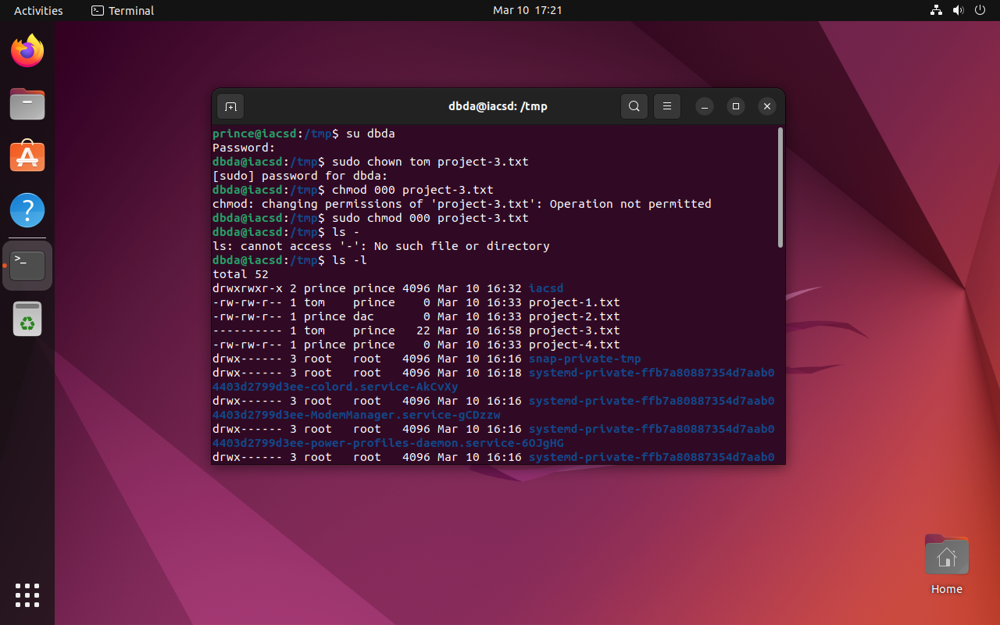 Activities
Terminal
Mar 10 17:21
dbda@iacsd: /tmp
prince@iacsd:/tmp$ su dbda
Password:
dbda@iacsd:/tmp$ sudo chown tom project-3.txt
[sudo] password for dbda:
dbda@iacsd:/tmp$ chmod 000 project-3.txt
chmod: changing permissions of 'project-3.txt': Operation not permitted
dbda@iacsd:/tmp$ sudo chmod 000 project-3.txt
dbda@iacsd:/tmp$ ls -
ls: cannot access '-': No such file or directory
dbda@iacsd:/tmp$ ls -l
total 52
drwxrwxr-x 2 prince prince 4096 Mar 10 16:32 iacsd
-rw-rw-r-- 1 tom    prince    0 Mar 10 16:33 project-1.txt
-rw-rw-r-- 1 prince dac       0 Mar 10 16:33 project-2.txt
---------- 1 tom    prince   22 Mar 10 16:58 project-3.txt
-rw-rw-r-- 1 prince prince    0 Mar 10 16:33 project-4.txt
drwx------ 3 root   root   4096 Mar 10 16:16 snap-private-tmp
drwx------ 3 root   root   4096 Mar 10 16:18 systemd-private-ffb7a80887354d7aab0
4403d2799d3ee-colord.service-AkCvXy
drwx------ 3 root   root   4096 Mar 10 16:16 systemd-private-ffb7a80887354d7aab0
4403d2799d3ee-ModemManager.service-gCDzzw
drwx------ 3 root   root   4096 Mar 10 16:16 systemd-private-ffb7a80887354d7aab0
4403d2799d3ee-power-profiles-daemon.service-6OJgHG
drwx------ 3 root   root   4096 Mar 10 16:16 systemd-private-ffb7a80887354d7aab0
Home